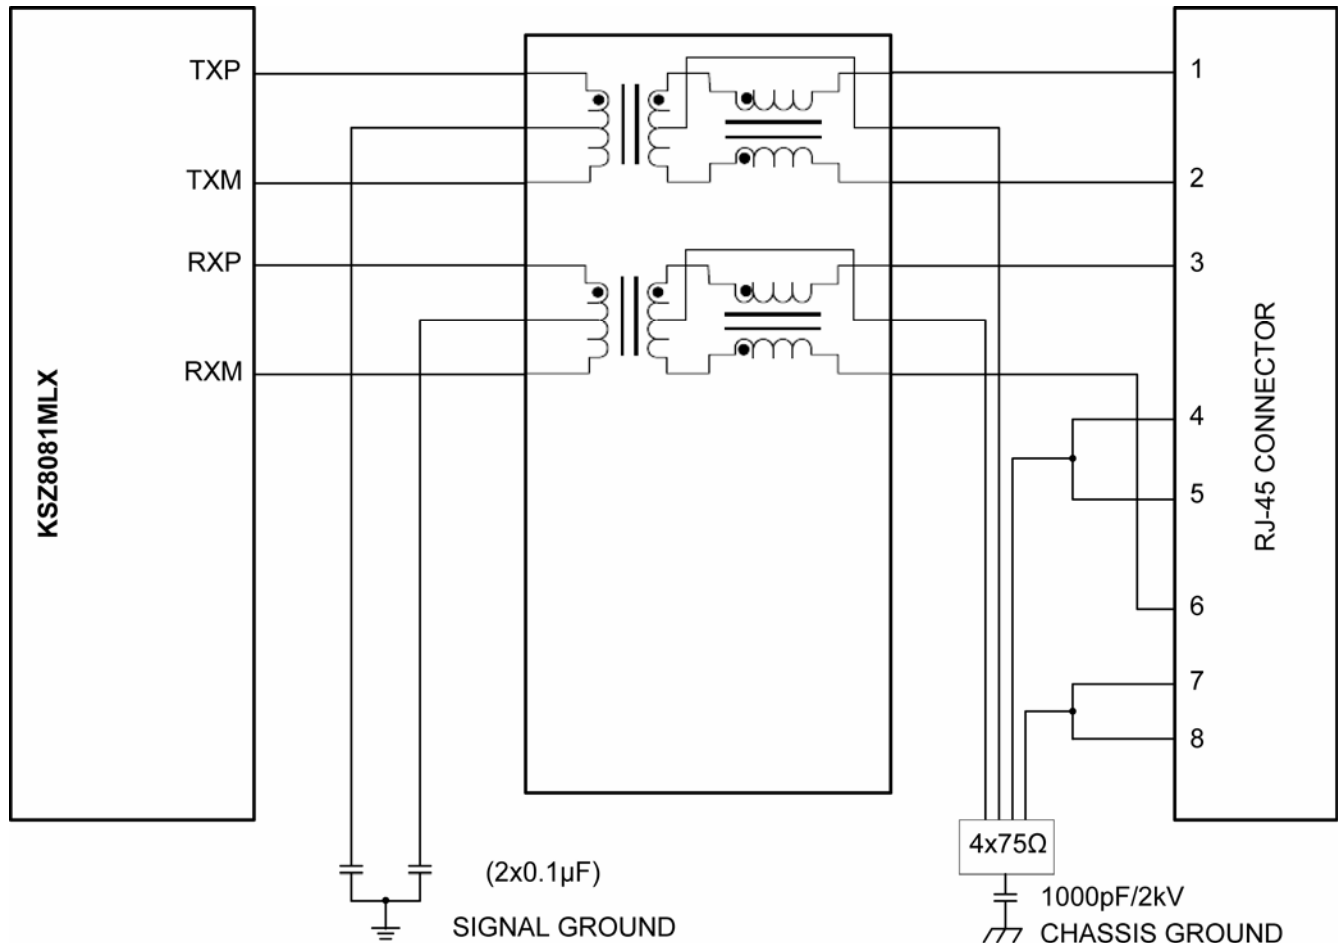 TXP
TXM
RXP
RXM
KSZ8081MLX
1
2
3
4
5
6
7
8
RJ-45 CONNECTOR
4x75Ω
(2x0.1µF)
1000pF/2kV
SIGNAL GROUND
CHASSIS GROUND